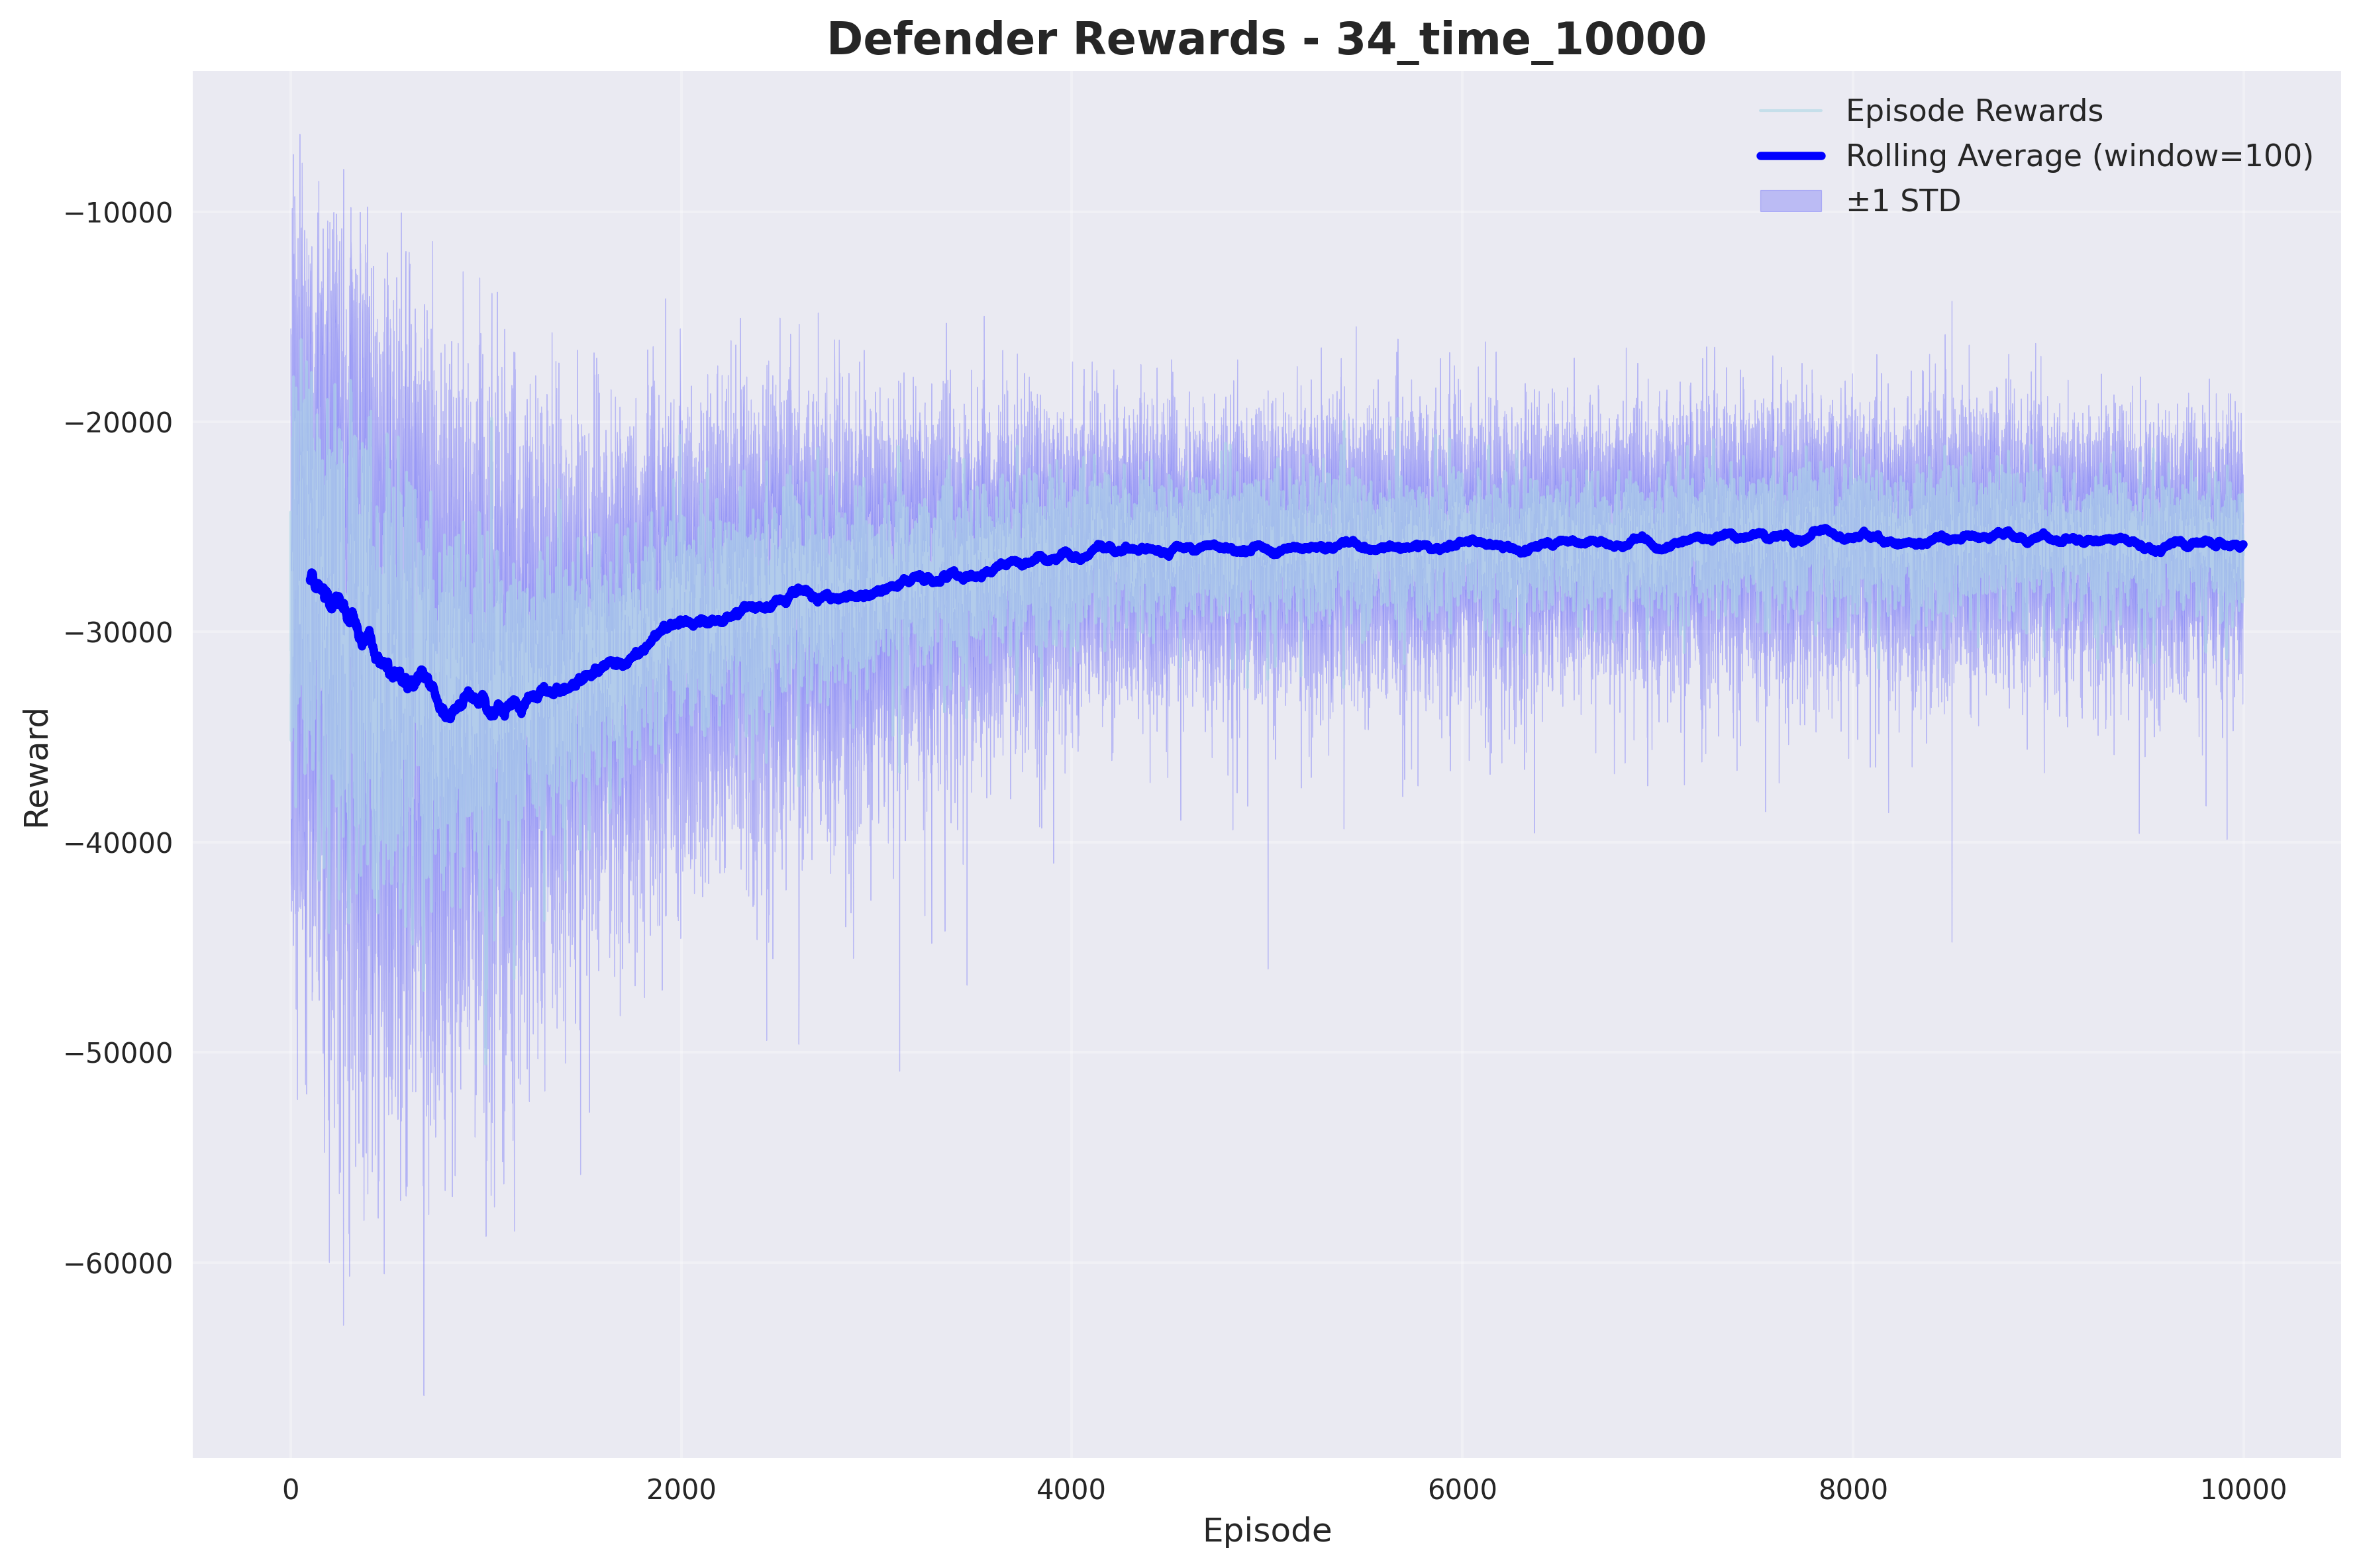 Defender Rewards - 34_time_10000
Episode Rewards
Rolling Average (window=100)
±1 STD
−10000
−20000
−30000
−40000
−50000
−60000
Reward
0 2000 4000 6000 8000 10000
Episode